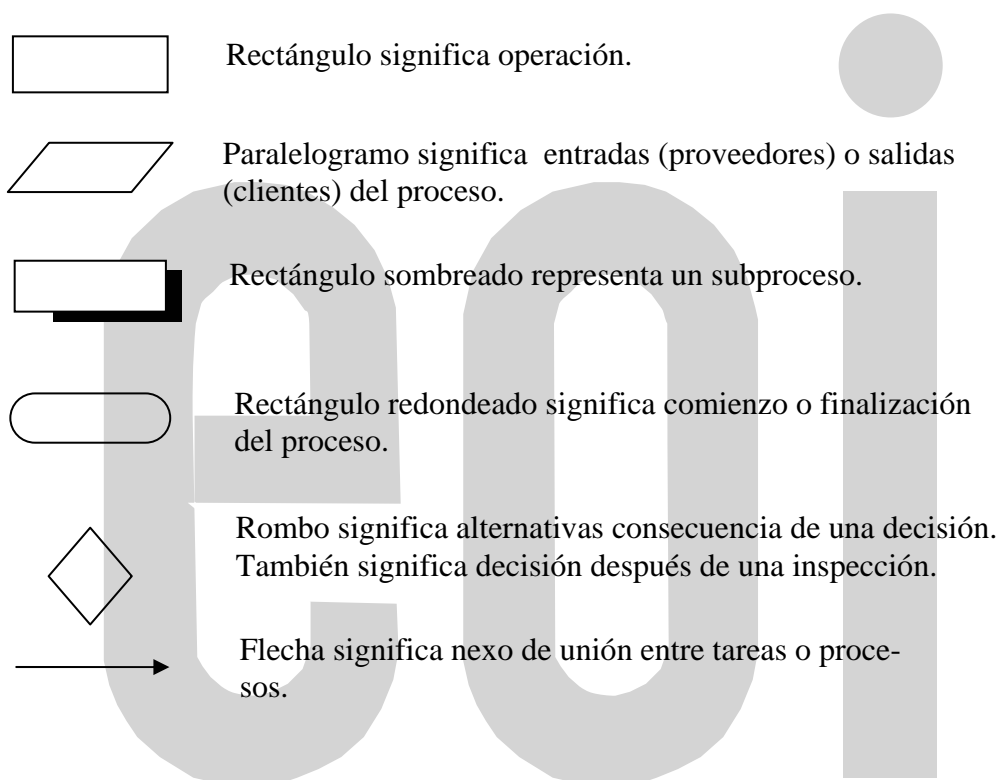 Rectángulo significa operación.
Paralelogramo significa entradas (proveedores) o salidas
(clientes) del proceso.
Rectángulo sombreado representa un subproceso.
Rectángulo redondeado significa comienzo o finalización
del proceso.
Rombo significa alternativas consecuencia de una decisión.
También significa decisión después de una inspección.
Flecha significa nexo de unión entre tareas o proce-
sos.
eoi